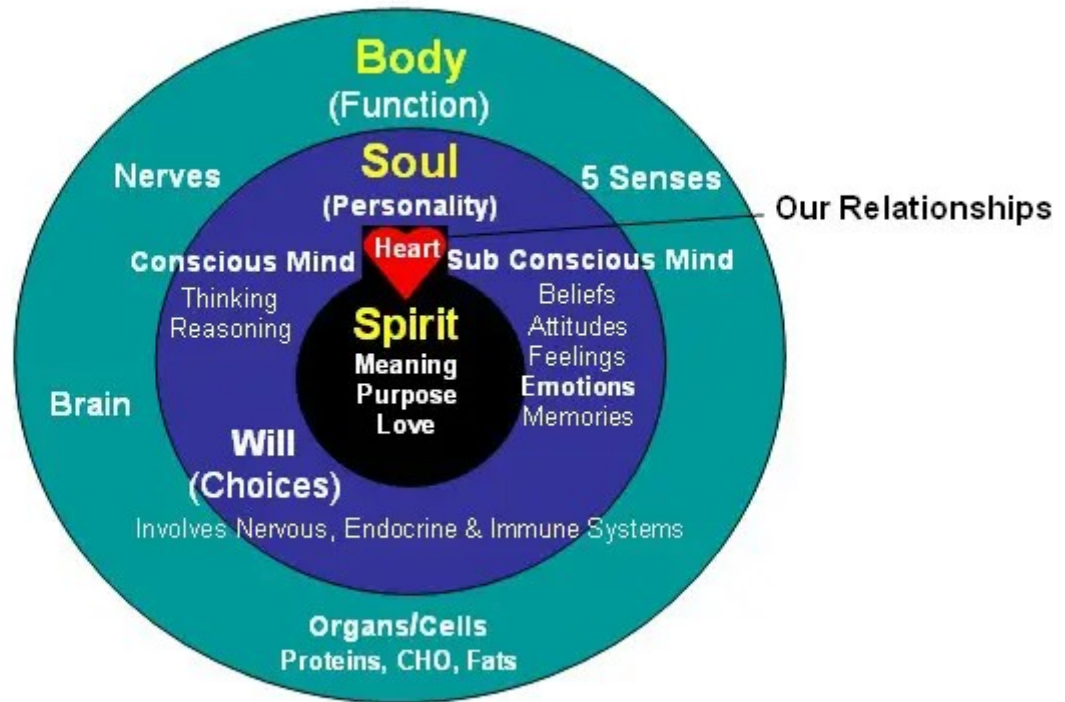 Body
(Function)
Nerves
Soul
5 Senses
(Personality)
Our Relationships
Heart
Conscious Mind
Sub Conscious Mind
Thinking
Reasoning
Beliefs
Attitudes
Feelings
Emotions
Memories
Spirit
Meaning
Purpose
Love
Brain
Will
(Choices)
Involves Nervous, Endocrine & Immune Systems
Organs/Cells
Proteins, CHO, Fats